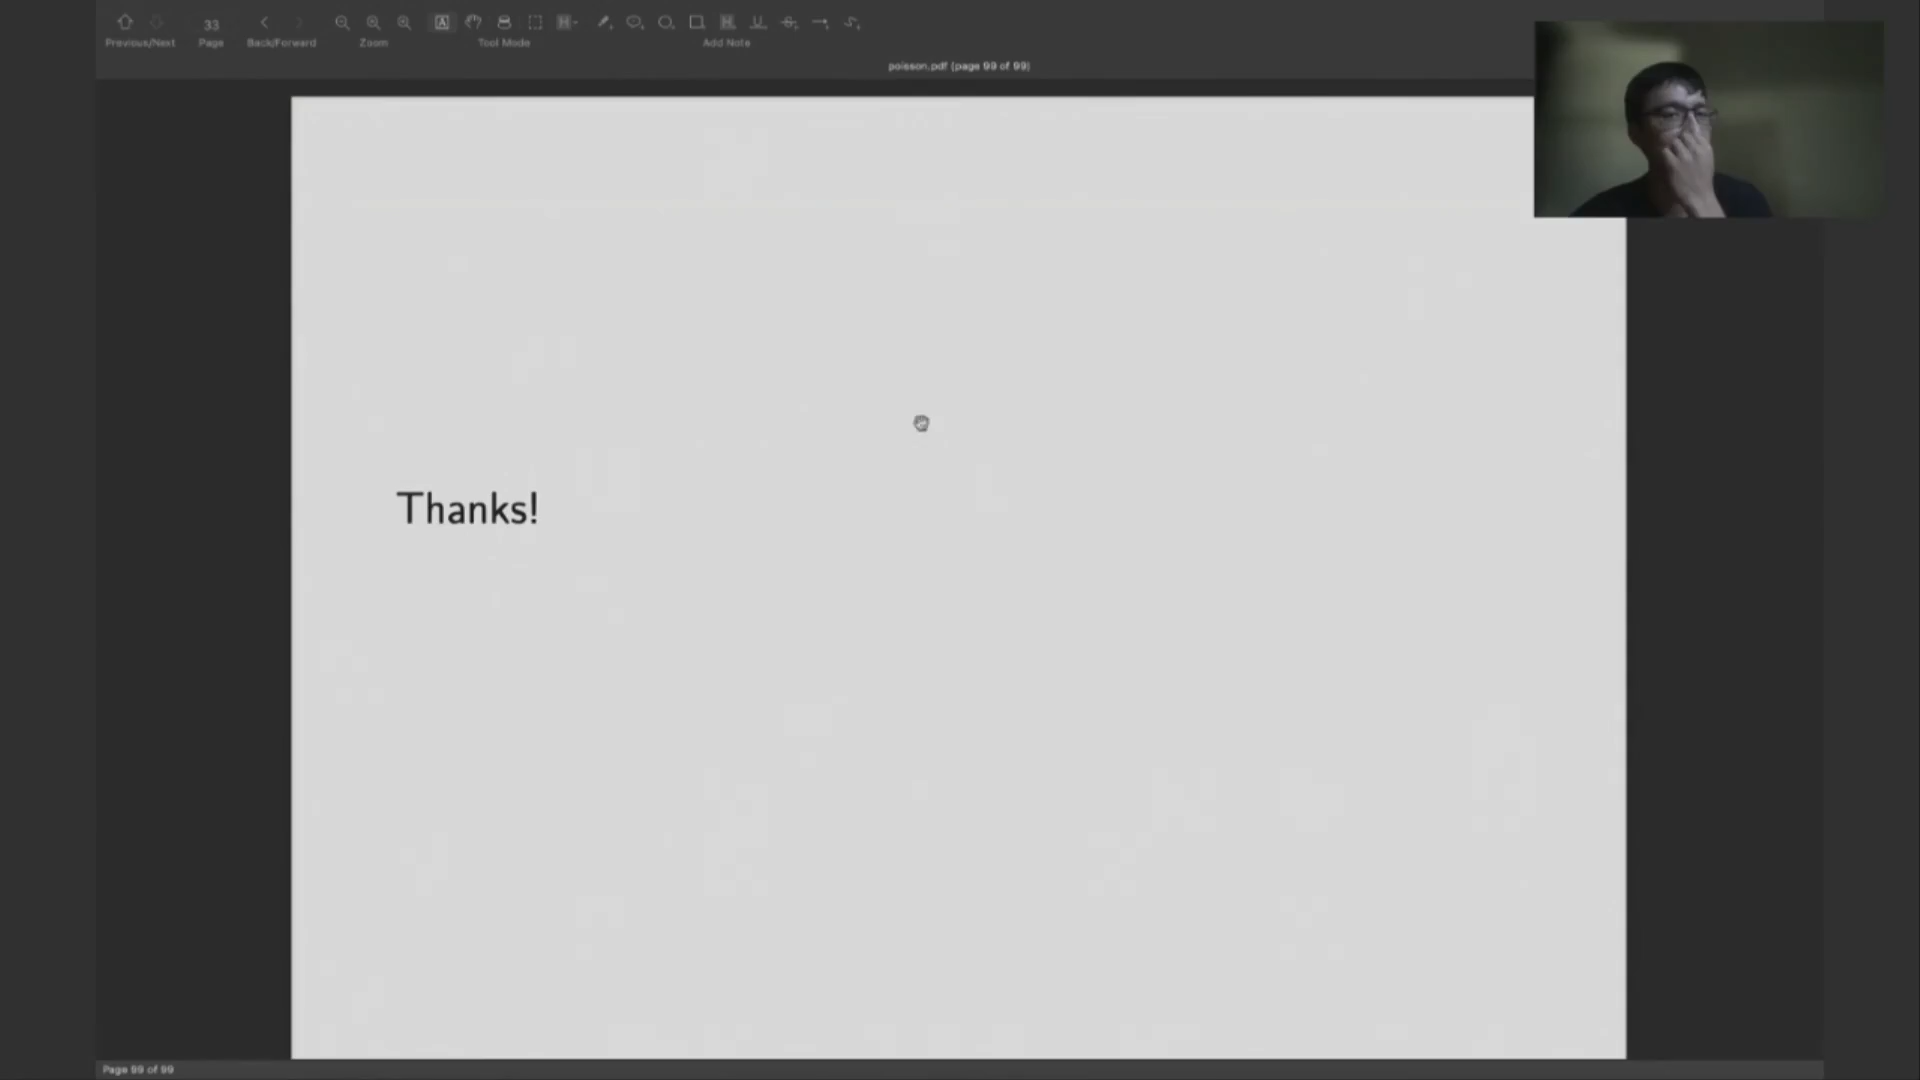 33
Previous/Next
Page
Back/Forward
Zoom
Tool Mode
Add Note
poisson.pdf (page 99 of 99)
Thanks!
Page 99 of 99